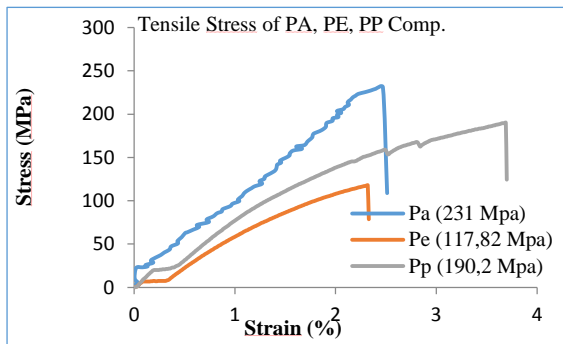 Tensile Stress of PA, PE, PP Comp.
300
250
200
150
100
50
0
Stress (MPa)
0 1 2 3 4
Strain (%)
Pa (231 Mpa)
Pe (117,82 Mpa)
Pp (190,2 Mpa)